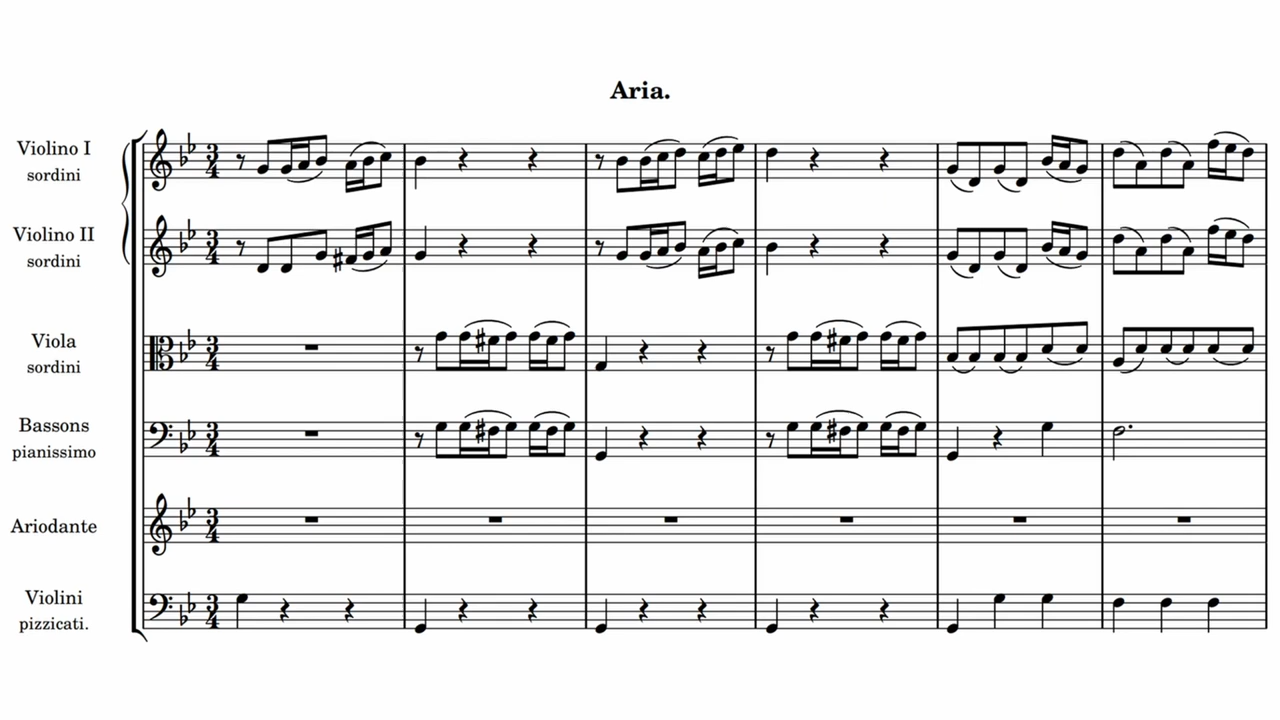 Aria.
Violino I
sordini
Violino II
sordini
Viola
sordini
Bassons
pianissimo
Ariodante
Violini
pizzicati.